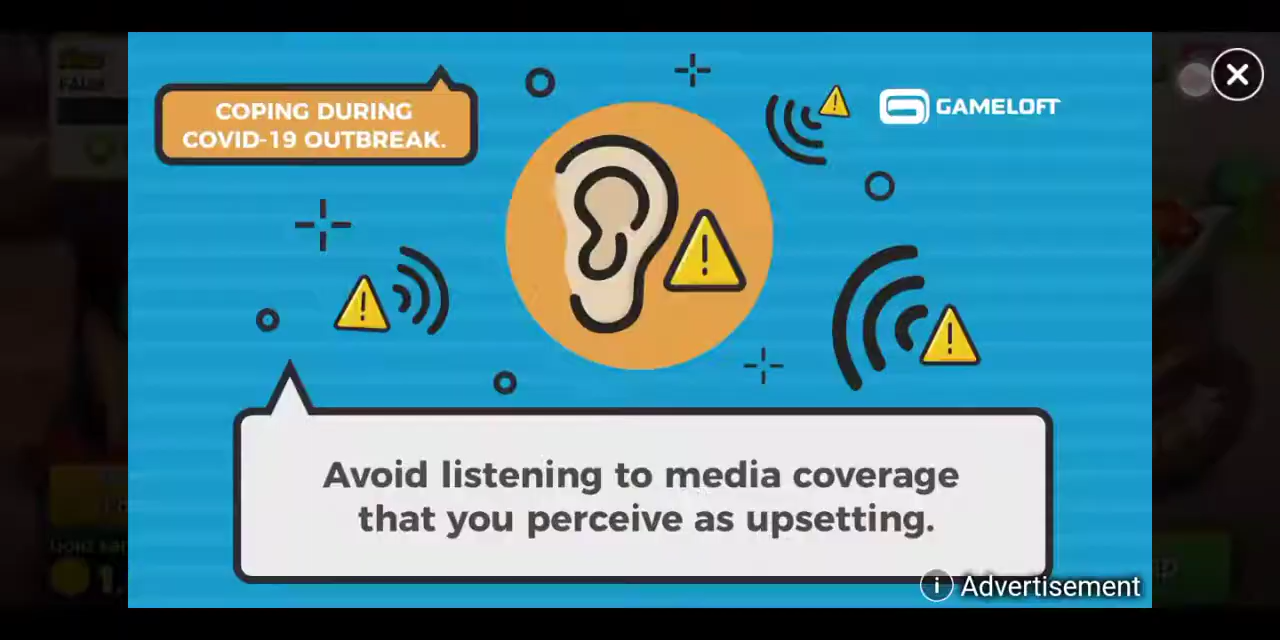 COPING DURING
COVID-19 OUTBREAK.
GAMELOFT
Avoid listening to media coverage
that you perceive as upsetting.
Advertisement